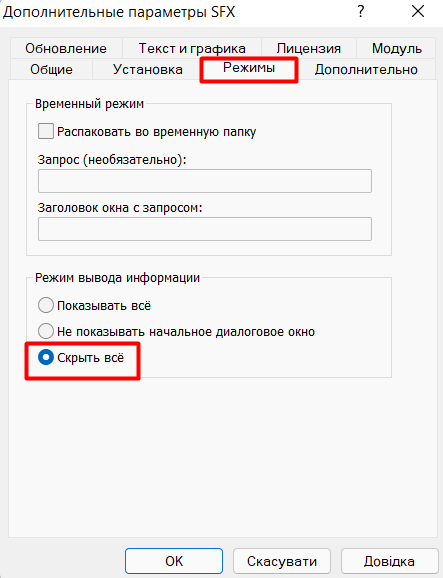 Дополнительные параметры SFX
?
Обновление Текст и графика Лицензия Модуль
Общие Установка Режимы Дополнительно
Временный режим
Распаковать во временную папку
Запрос (необязательно):
Заголовок окна с запросом:
Режим вывода информации
Показывать всё
Не показывать начальное диалоговое окно
Скрыть всё
OK Скасувати Довідка